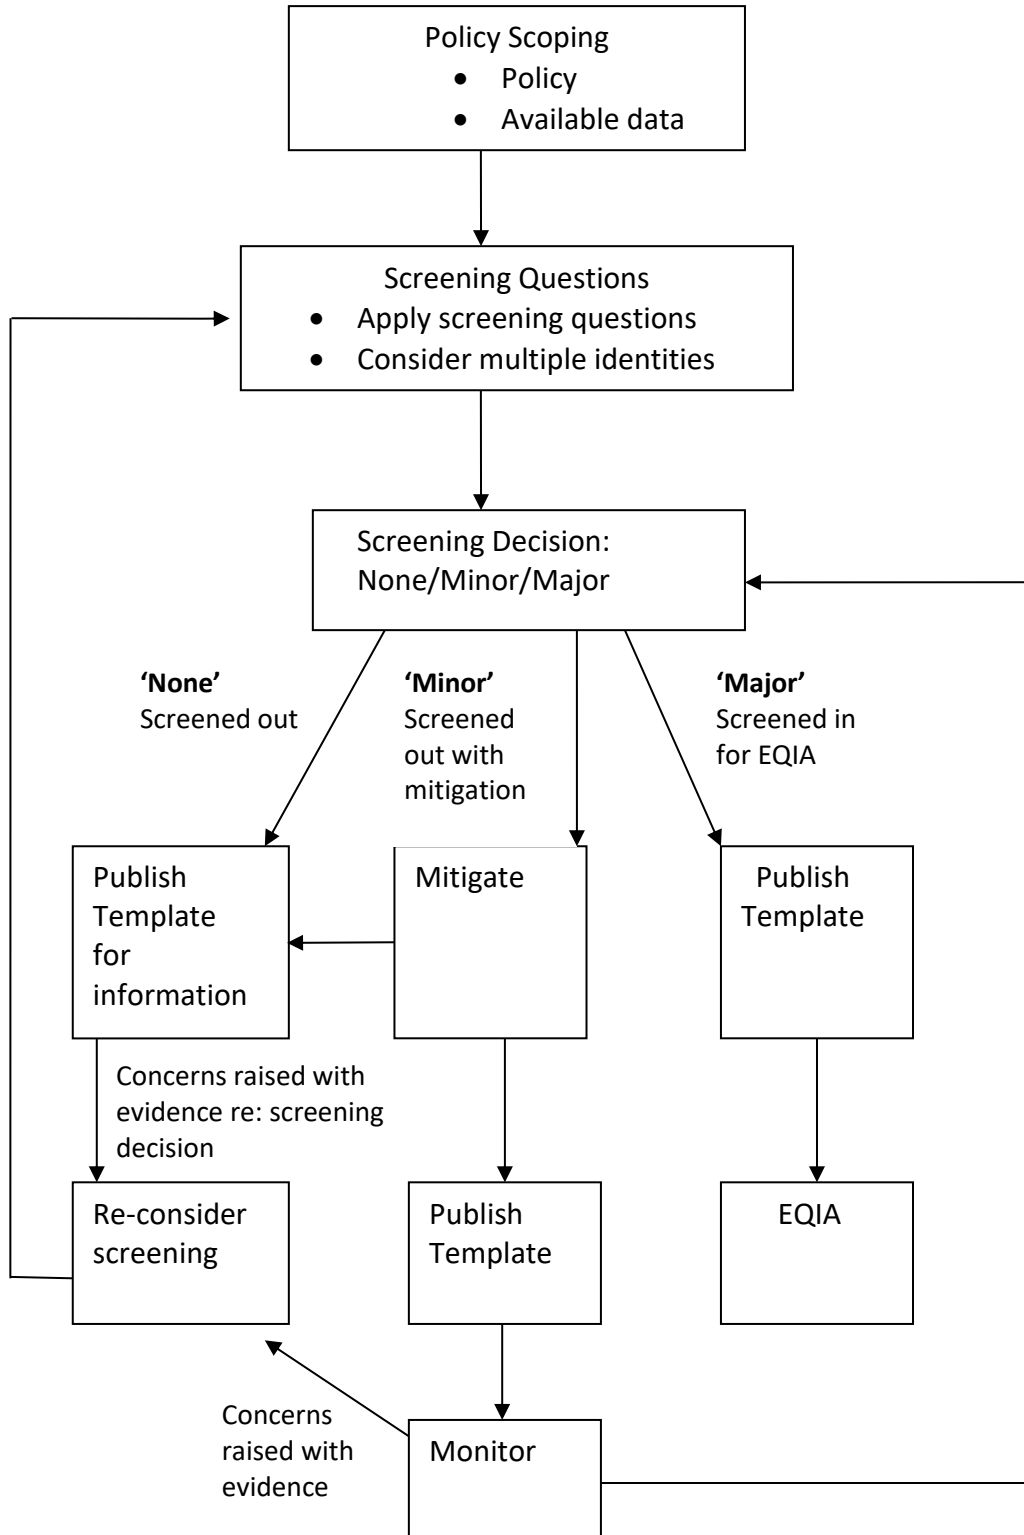 Policy Scoping
• Policy
• Available data
Screening Questions
• Apply screening questions
• Consider multiple identities
Screening Decision:
None/Minor/Major
‘None’
Screened out
‘Minor’
Screened
out with
mitigation
‘Major’
Screened in
for EQIA
Publish
Template
for
information
Mitigate
Publish
Template
Concerns raised with
evidence re: screening
decision
Re-consider
screening
Publish
Template
EQIA
Concerns
raised with
evidence
Monitor